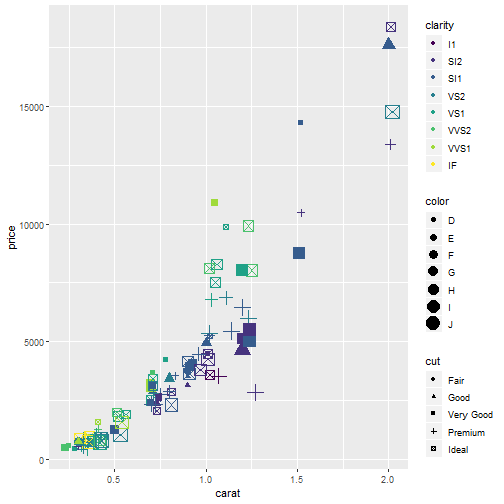 price
15000
10000
5000
0
0.5
1.0
1.5
2.0
carat
clarity
I1
SI2
SI1
VS2
VS1
VVS2
VVS1
IF
color
D
E
F
G
H
I
J
cut
Fair
Good
Very Good
Premium
Ideal